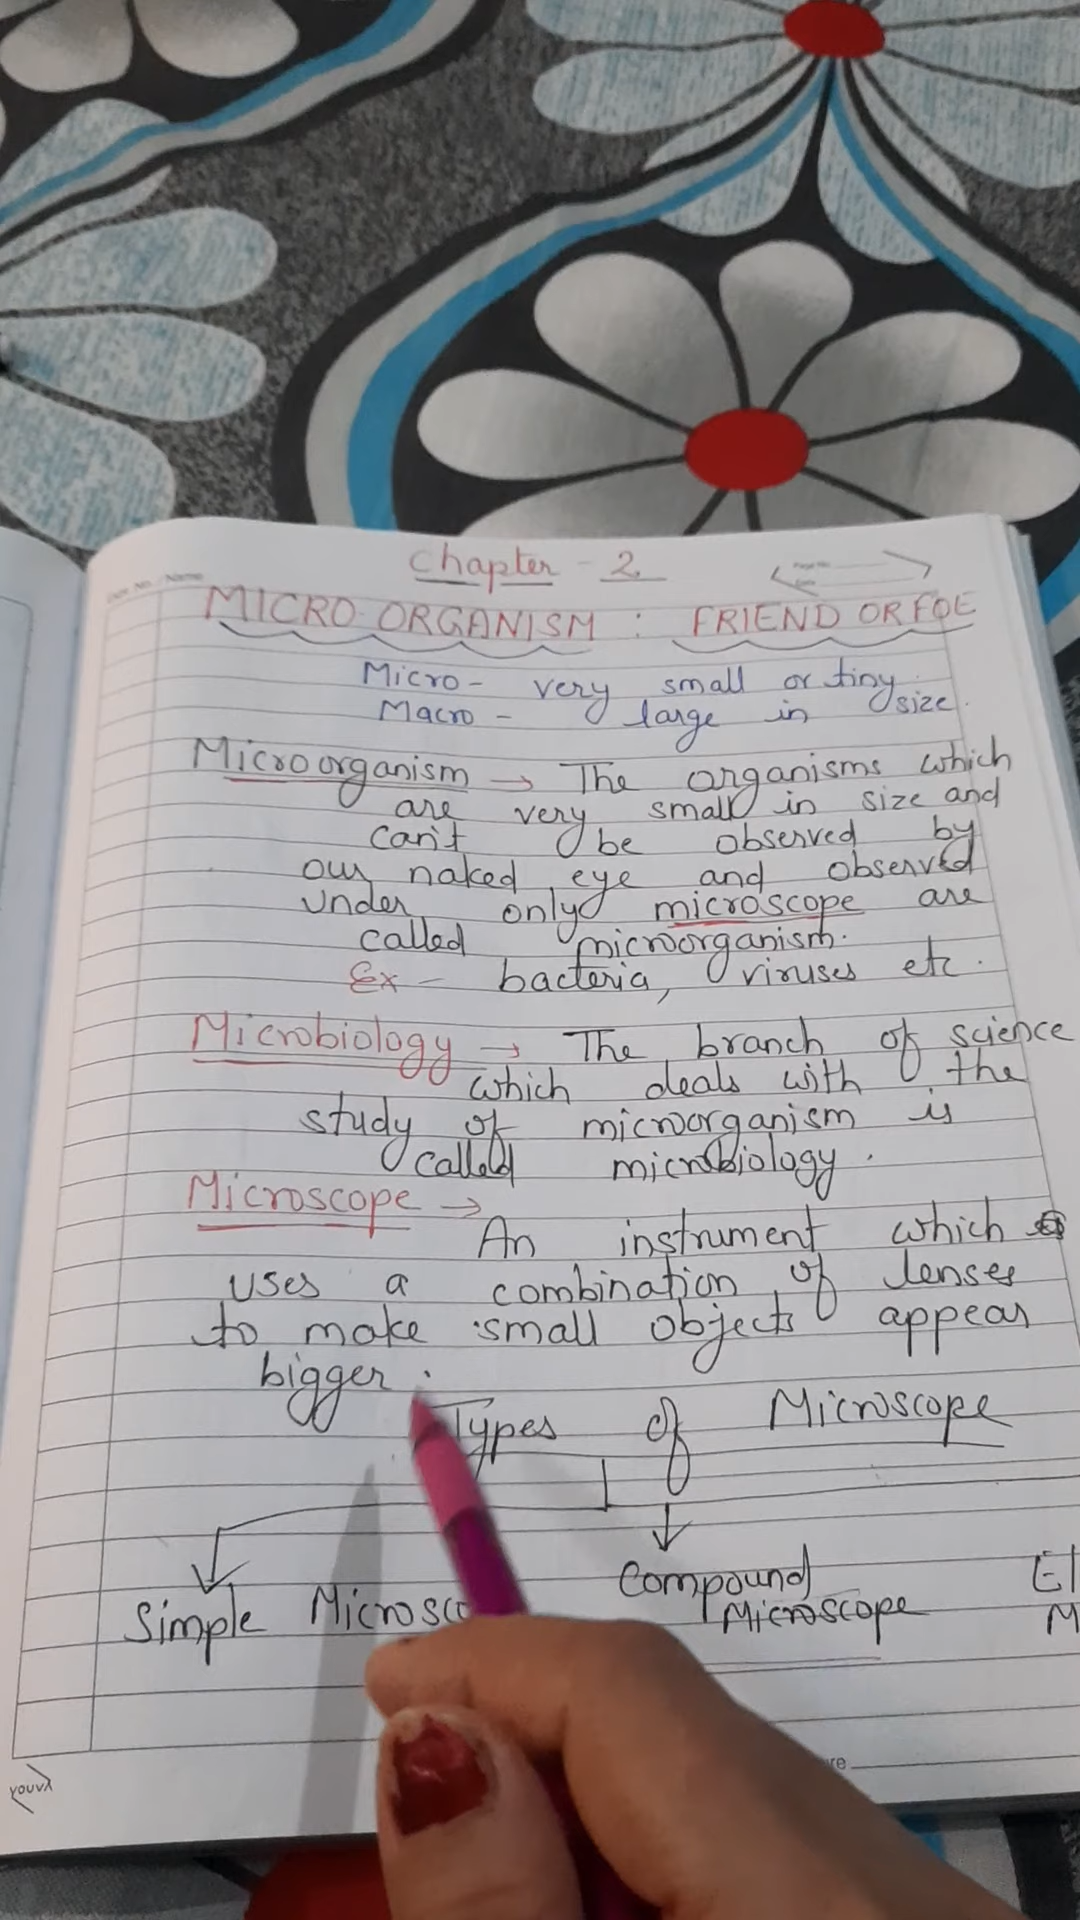 Chapter - 2
MICRO ORGANISM : FRIEND OR FOE
Micro - very small or tiny
Macro - large in size.
Microorganism → The organisms which
are very small in size and
can't be observed by
our naked eye and observed
under only microscope are
called microorganism.
Ex - bacteria, viruses etc.
Microbiology → The branch of science
which deals with the
study of microorganism is
called microbiology.
Microscope →
An instrument which
uses a combination of lenses
to make small objects appear
bigger.
Types of Microscope
Simple Microsco
Compound
Microscope
El
M
youva